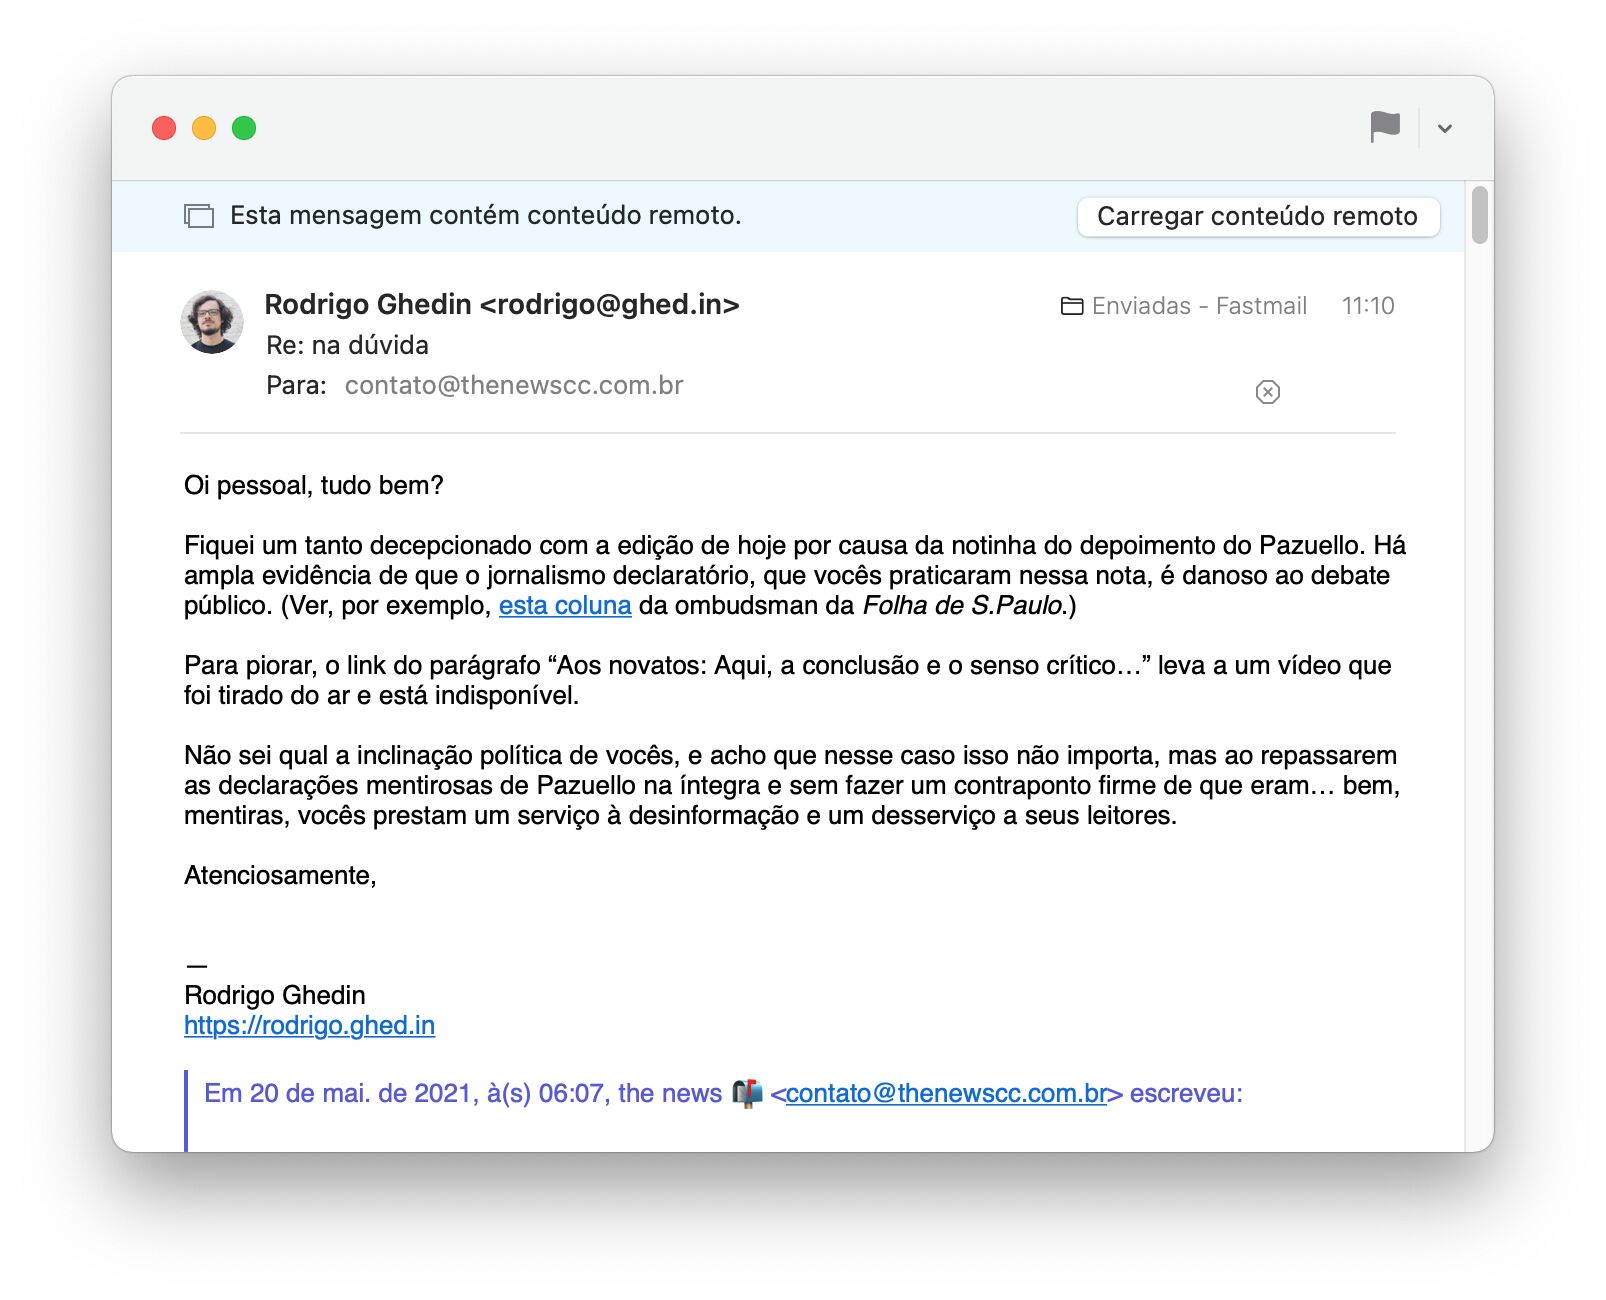 Esta mensagem contém conteúdo remoto.
Carregar conteúdo remoto
Rodrigo Ghedin <rodrigo@ghed.in>
Enviadas - Fastmail 11:10
Re: na dúvida
Para: contato@thenewscc.com.br
Oi pessoal, tudo bem?
Fiquei um tanto decepcionado com a edição de hoje por causa da notinha do depoimento do Pazuello. Há
ampla evidência de que o jornalismo declaratório, que vocês praticaram nessa nota, é danoso ao debate
público. (Ver, por exemplo, esta coluna da ombudsman da Folha de S.Paulo.)
Para piorar, o link do parágrafo “Aos novatos: Aqui, a conclusão e o senso crítico…” leva a um vídeo que
foi tirado do ar e está indisponível.
Não sei qual a inclinação política de vocês, e acho que nesse caso isso não importa, mas ao repassarem
as declarações mentirosas de Pazuello na íntegra e sem fazer um contraponto firme de que eram… bem,
mentiras, vocês prestam um serviço à desinformação e um desserviço a seus leitores.
Atenciosamente,
—
Rodrigo Ghedin
https://rodrigo.ghed.in
Em 20 de mai. de 2021, à(s) 06:07, the news 📬 <contato@thenewscc.com.br> escreveu: